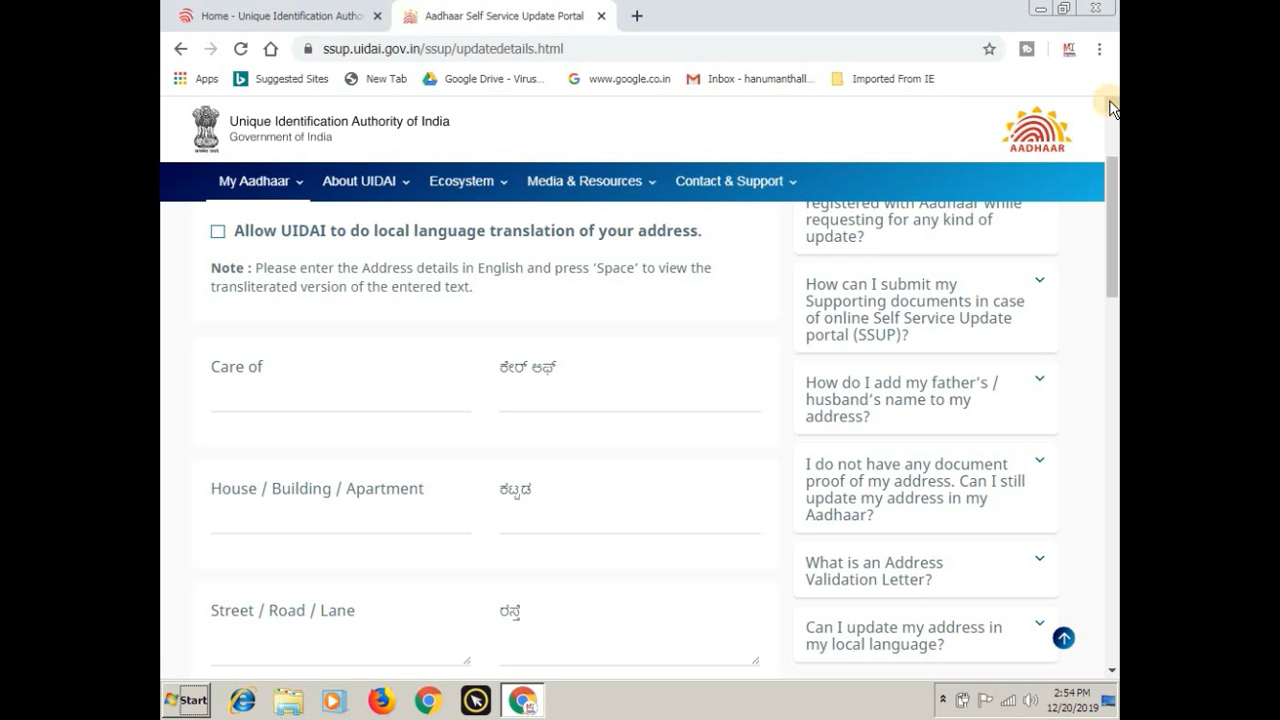 Home - Unique Identification Autho
Aadhaar Self Service Update Portal
ssup.uidai.gov.in/ssup/updatedetails.html
Apps
Suggested Sites
New Tab
Google Drive - Virus...
www.google.co.in
Inbox - hanumanthall...
Imported From IE
Unique Identification Authority of India
Government of India
AADHAAR
My Aadhaar
About UIDAI
Ecosystem
Media & Resources
Contact & Support
Allow UIDAI to do local language translation of your address.
Note : Please enter the Address details in English and press ‘Space’ to view the
transliterated version of the entered text.
Care of
ಕೇರ್ ಆಫ್
House / Building / Apartment
ಕಟ್ಟಡ
Street / Road / Lane
ರಸ್ತೆ
registered with Aadhaar while
requesting for any kind of
update?
How can I submit my
Supporting documents in case
of online Self Service Update
portal (SSUP)?
How do I add my father’s /
husband’s name to my
address?
I do not have any document
proof of my address. Can I still
update my address in my
Aadhaar?
What is an Address
Validation Letter?
Can I update my address in
my local language?
Start
2:54 PM
12/20/2019